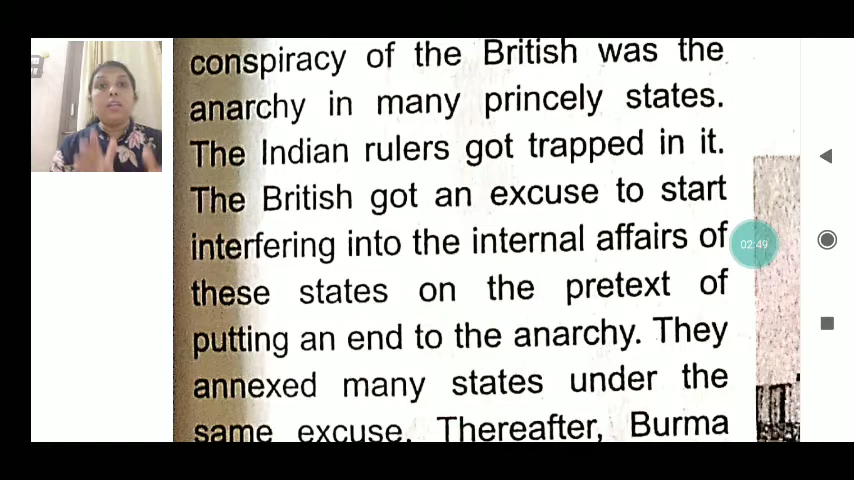 conspiracy of the British was the
anarchy in many princely states.
The Indian rulers got trapped in it.
The British got an excuse to start
interfering into the internal affairs of
these states on the pretext of
putting an end to the anarchy. They
annexed many states under the
same excuse. Thereafter, Burma
02:49